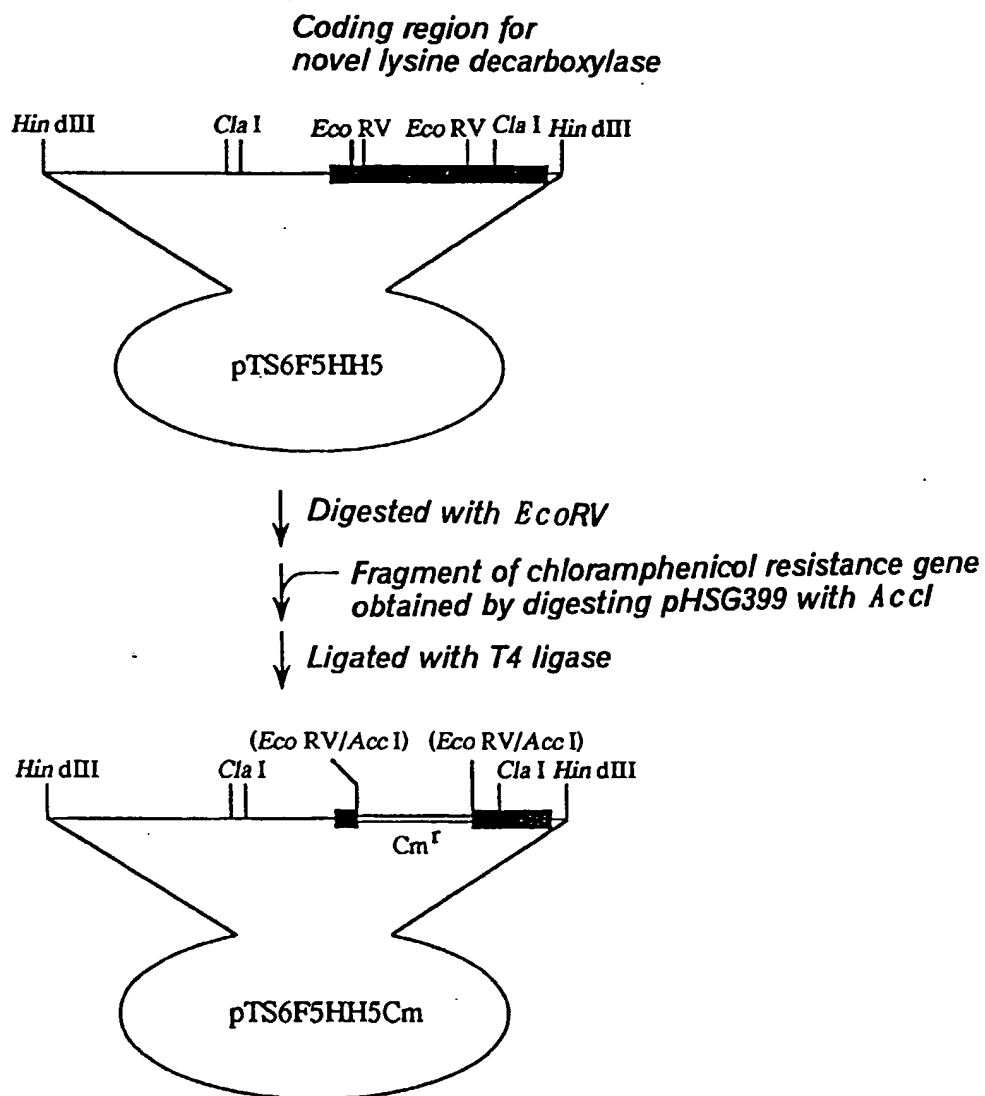 Coding region for
novel lysine decarboxylase
Hin dIII Cla I Eco RV Eco RV Cla I Hin dIII
pTS6F5HH5
Digested with EcoRV
Fragment of chloramphenicol resistance gene
obtained by digesting pHSG399 with AccI
Ligated with T4 ligase
(Eco RV/Acc I) (Eco RV/Acc I)
Hin dIII Cla I Cla I Hin dIII
Cm^r
pTS6F5HH5Cm